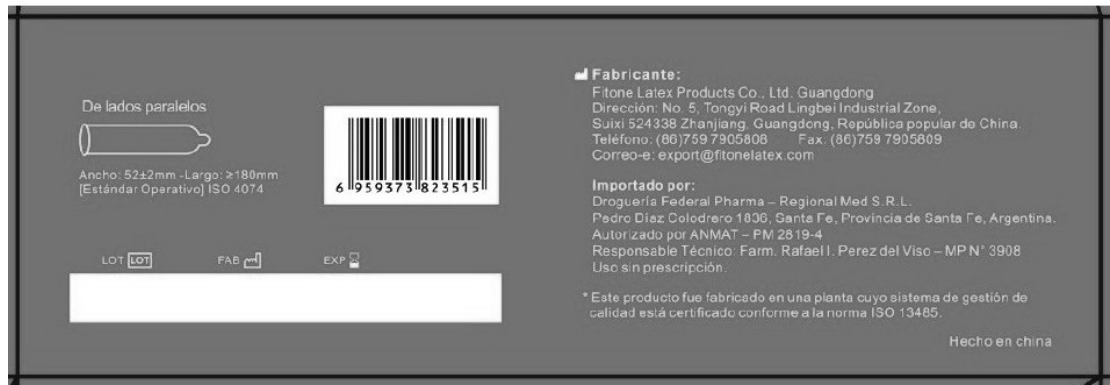 De lados paralelos
Ancho: 52±2mm -Largo: ≥180mm
[Estándar Operativo] ISO 4074
6 959373 823515
LOT LOT
FAB
EXP
Fabricante:
Fitone Latex Products Co., Ltd. Guangdong
Dirección: No. 5, Tongyi Road Lingbei Industrial Zone,
Suixi 524338 Zhanjiang, Guangdong, República popular de China.
Teléfono: (86)759 7905808 Fax: (86)759 7905809
Correo-e: export@fitonelatex.com
Importado por:
Droguería Federal Pharma – Regional Med S.R.L.
Pedro Díaz Colodrero 1836, Santa Fe, Provincia de Santa Fe, Argentina.
Autorizado por ANMAT – PM 2819-4
Responsable Técnico: Farm. Rafael I. Perez del Viso – MP N° 3908
Uso sin prescripción.
* Este producto fue fabricado en una planta cuyo sistema de gestión de
calidad está certificado conforme a la norma ISO 13485.
Hecho en china